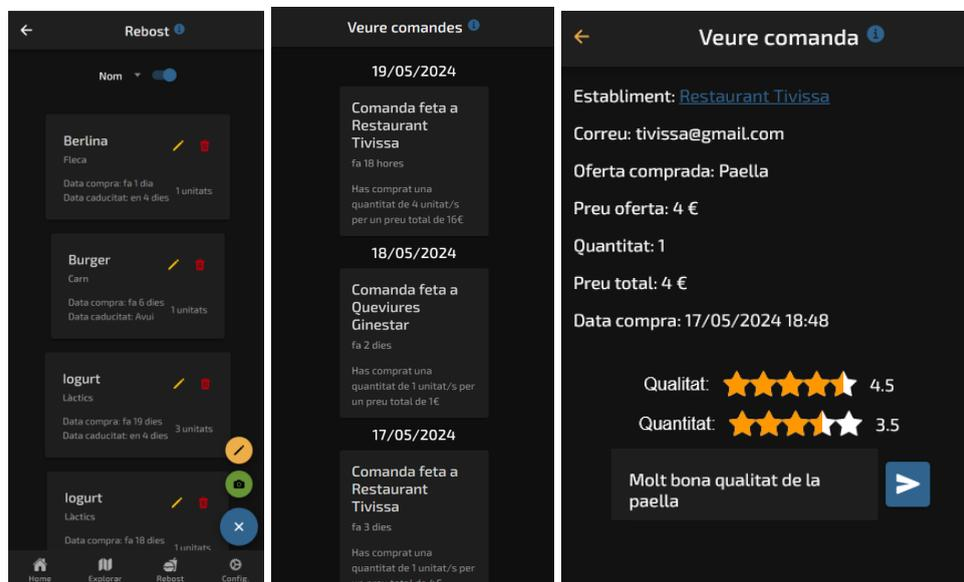 Rebost
Nom
Berlina
Fleca
Data compra: fa 1 dia
Data caducitat: en 4 dies
1 unitats
Burger
Carn
Data compra: fa 6 dies
Data caducitat: Avui
1 unitats
Iogurt
Làctics
Data compra: fa 19 dies
Data caducitat: en 4 dies
3 unitats
Iogurt
Làctics
Data compra: fa 18 dies
1 unitats
Home
Explorar
Rebost
Config.
Veure comandes
19/05/2024
Comanda feta a
Restaurant
Tivissa
fa 18 hores
Has comprat una
quantitat de 4 unitat/s
per un preu total de 16€
18/05/2024
Comanda feta a
Queviures
Ginestar
fa 2 dies
Has comprat una
quantitat de 1 unitat/s per
un preu total de 1€
17/05/2024
Comanda feta a
Restaurant
Tivissa
fa 3 dies
Has comprat una
quantitat de 1 unitat/s per
Veure comanda
Establiment: Restaurant Tivissa
Correu: tivissa@gmail.com
Oferta comprada: Paella
Preu oferta: 4 €
Quantitat: 1
Preu total: 4 €
Data compra: 17/05/2024 18:48
Qualitat: 4.5
Quantitat: 3.5
Molt bona qualitat de la
paella